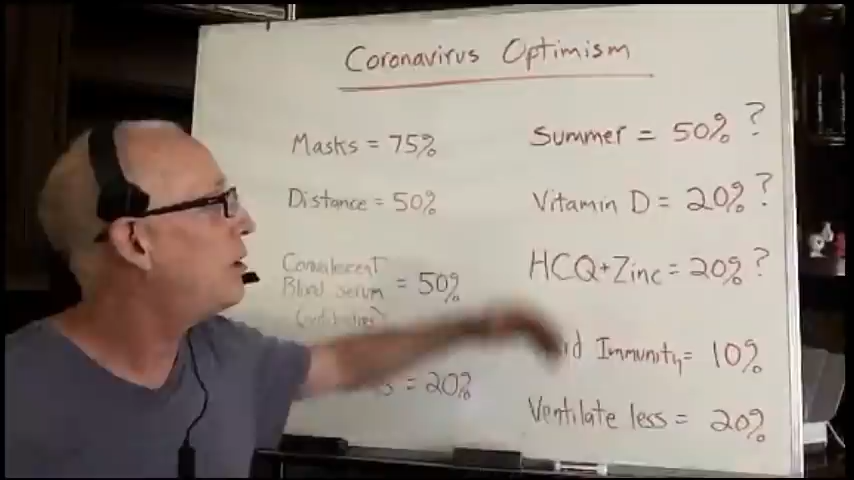 Coronavirus Optimism
Masks = 75%
Distance = 50%
Convalescent
Blood serum = 50%
(antibodies)
= 20%
Summer = 50%?
Vitamin D = 20%?
HCQ+Zinc = 20%?
Immunity = 10%
Ventilate less = 20%